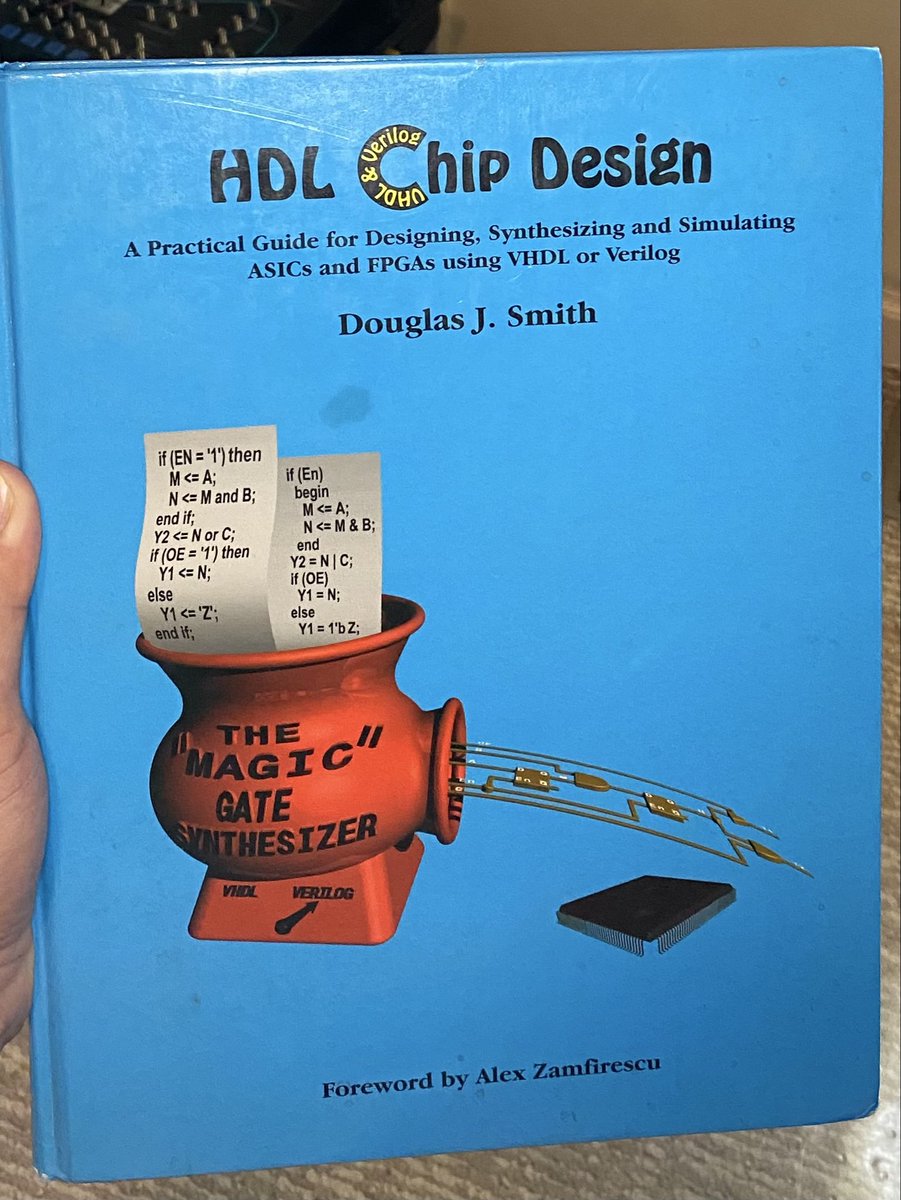 HDL Chip Design
VHDL & Verilog
A Practical Guide for Designing, Synthesizing and Simulating
ASICs and FPGAs using VHDL or Verilog
Douglas J. Smith
if (EN = '1') then
M <= A;
N <= M and B;
end if;
Y2 <= N or C;
if (OE = '1') then
Y1 <= N;
else
Y1 <= 'Z';
end if;
if (En)
begin
M <= A;
N <= M & B;
end
Y2 = N | C;
if (OE)
Y1 = N;
else
Y1 = 1'b Z;
THE
"MAGIC"
GATE
SYNTHESIZER
VHDL VERILOG
Foreword by Alex Zamfirescu